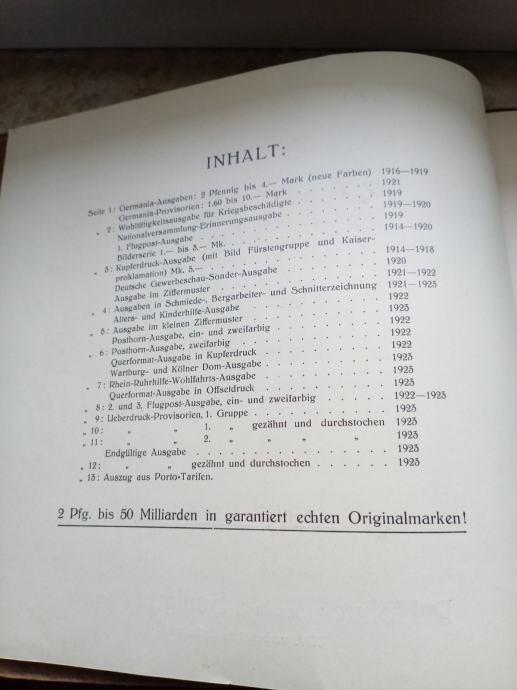 INHALT:
Seite 1: Germania-Ausgaben: 2 Pfennig bis 4.— Mark (neue Farben) 1916—1919
Germania-Provisorien: 1.60 bis 10.— Mark . . . . . . 1921
„ 2: Wohltätigkeitsausgabe für Kriegsbeschädigte . . . . . 1919
Nationalversammlung-Erinnerungsausgabe . . . . . 1919—1920
1. Flugpost-Ausgabe . . . . . 1919
Bilderserie 1.— bis 5.— Mk. . . . . . 1914—1920
„ 3: Kupferdruck-Ausgabe (mit Bild Fürstengruppe und Kaiser-
proklamation) Mk. 5.— . . . . . 1914—1918
Deutsche Gewerbeschau-Sonder-Ausgabe . . . . . 1920
Ausgabe im Ziffermuster . . . . . 1921—1922
„ 4: Ausgaben in Schmiede-, Bergarbeiter- und Schnitterzeichnung 1921—1923
Alters- und Kinderhilfe-Ausgabe . . . . . 1922
„ 5: Ausgabe im kleinen Ziffermuster . . . . . 1923
Posthorn-Ausgabe, ein- und zweifarbig . . . . . 1922
„ 6: Posthorn-Ausgabe, zweifarbig . . . . . 1922
Querformat-Ausgabe in Kupferdruck . . . . . 1922
Wartburg- und Kölner Dom-Ausgabe . . . . . 1923
„ 7: Rhein-Ruhrhilfe-Wohlfahrts-Ausgabe . . . . . 1923
Querformat-Ausgabe in Offsetdruck . . . . . 1923
„ 8: 2. und 3. Flugpost-Ausgabe, ein- und zweifarbig . . . . . 1922—1923
„ 9: Ueberdruck-Provisorien, 1. Gruppe . . . . . 1923
„ 10: „ „ 1. „ gezähnt und durchstochen 1923
„ 11: „ „ 2. „ „ „ 1923
Endgültige Ausgabe . . . . . 1923
„ 12: „ „ gezähnt und durchstochen . . . . . 1923
„ 13: Auszug aus Porto-Tarifen.
2 Pfg. bis 50 Milliarden in garantiert echten Originalmarken!